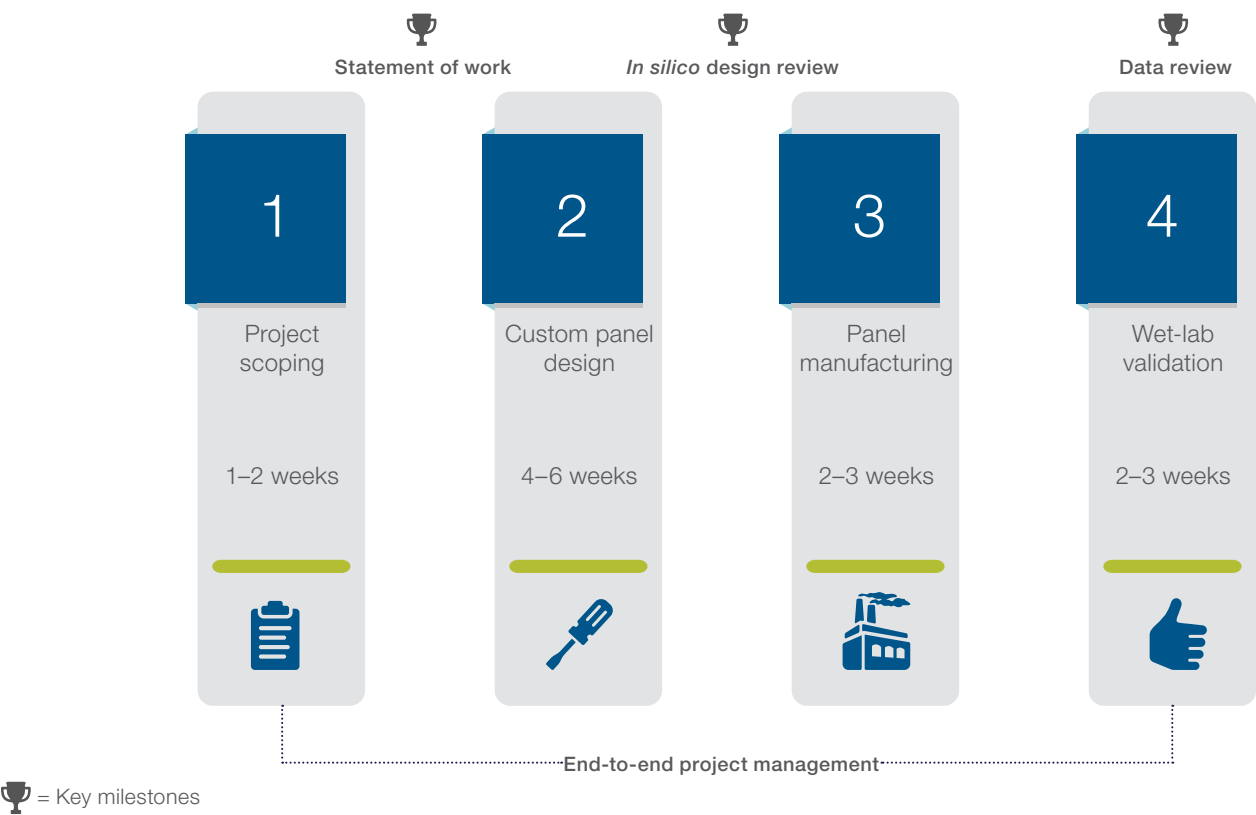 Statement of work
In silico design review
Data review
1
2
3
4
Project
scoping
Custom panel
design
Panel
manufacturing
Wet-lab
validation
1–2 weeks
4–6 weeks
2–3 weeks
2–3 weeks
End-to-end project management
= Key milestones